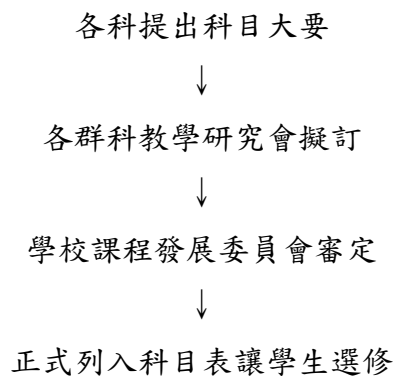 各科提出科目大要
↓
各群科教學研究會擬訂
↓
學校課程發展委員會審定
↓
正式列入科目表讓學生選修